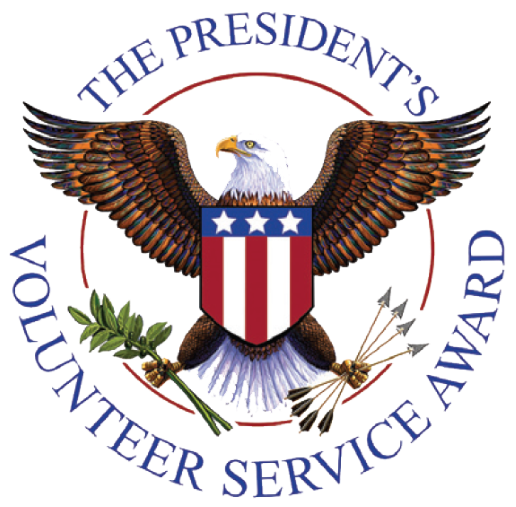 THE PRESIDENT'S
VOLUNTEER SERVICE AWARD